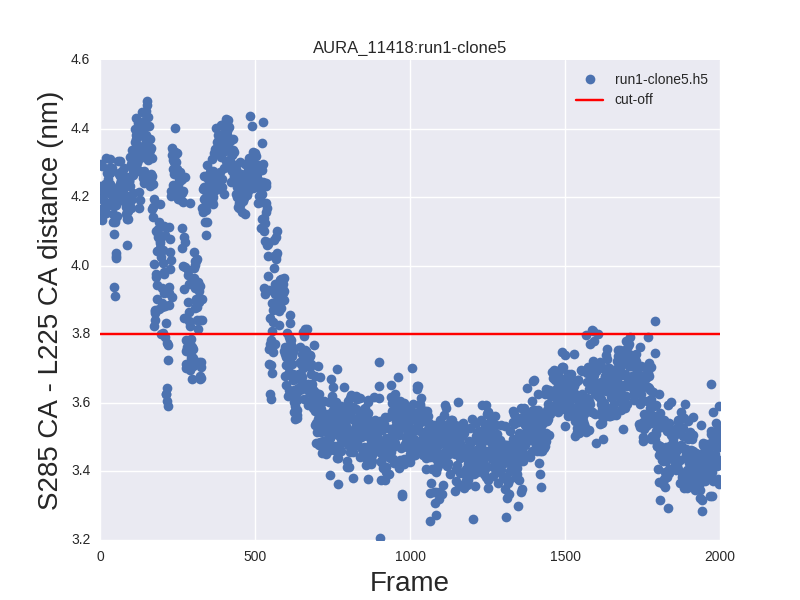 AURA_11418:run1-clone5
S285 CA - L225 CA distance (nm)
4.6
4.4
4.2
4.0
3.8
3.6
3.4
3.2
run1-clone5.h5
cut-off
0 500 1000 1500 2000
Frame